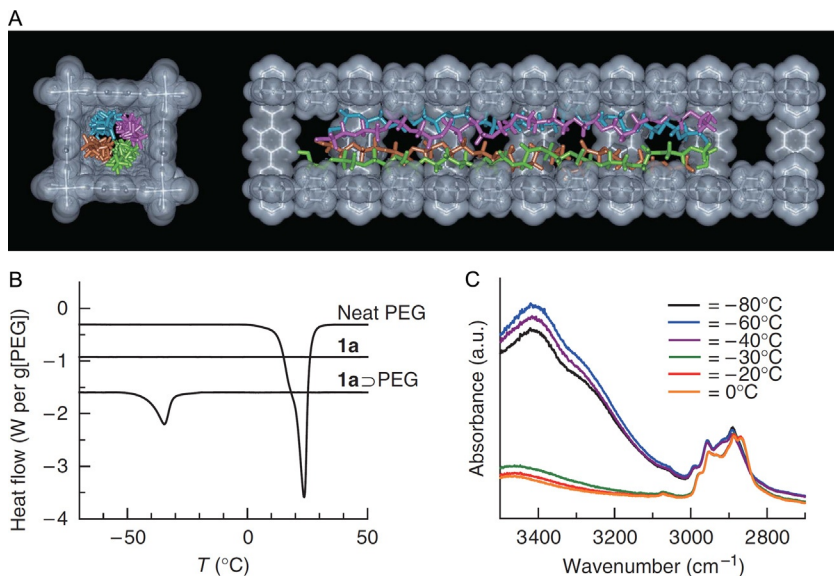 A
B
0
−1
−2
−3
−4
Heat flow (W per g[PEG])
Neat PEG
1a
1a⊃PEG
−50
0
50
T (°C)
C
= −80°C
= −60°C
= −40°C
= −30°C
= −20°C
= 0°C
Absorbance (a.u.)
3400
3200
3000
2800
Wavenumber (cm⁻¹)